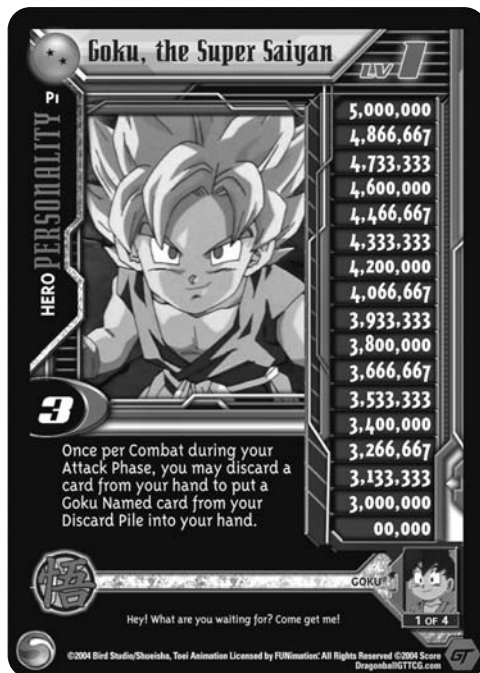 Goku, the Super Saiyan
LV 1
P1
HERO PERSONALITY
5,000,000
4,866,667
4,733,333
4,600,000
4,466,667
4,333,333
4,200,000
4,066,667
3,933,333
3,800,000
3,666,667
3,533,333
3,400,000
3,266,667
3,133,333
3,000,000
00,000
3
Once per Combat during your
Attack Phase, you may discard a
card from your hand to put a
Goku Named card from your
Discard Pile into your hand.
悟
GOKU
1 OF 4
Hey! What are you waiting for? Come get me!
©2004 Bird Studio/Shueisha, Toei Animation Licensed by FUNimation. All Rights Reserved ©2004 Score
DragonballGTTCG.com
GT